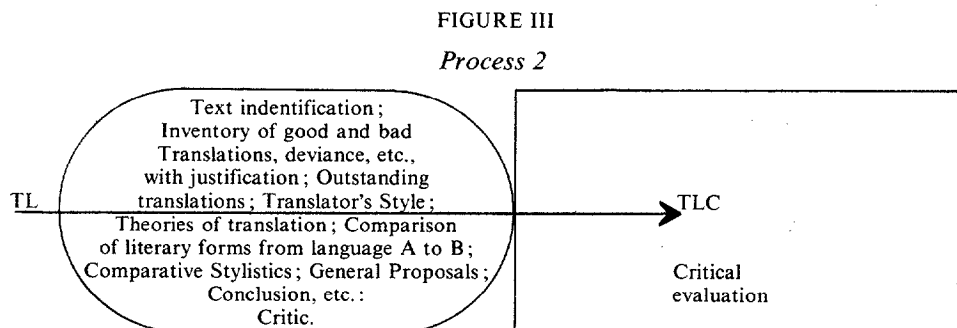 FIGURE III
Process 2
Text indentification;
Inventory of good and bad
Translations, deviance, etc.,
with justification; Outstanding
TL translations; Translator's Style; TLC
Theories of translation; Comparison
of literary forms from language A to B;
Comparative Stylistics; General Proposals;
Conclusion, etc.:
Critic.
Critical
evaluation